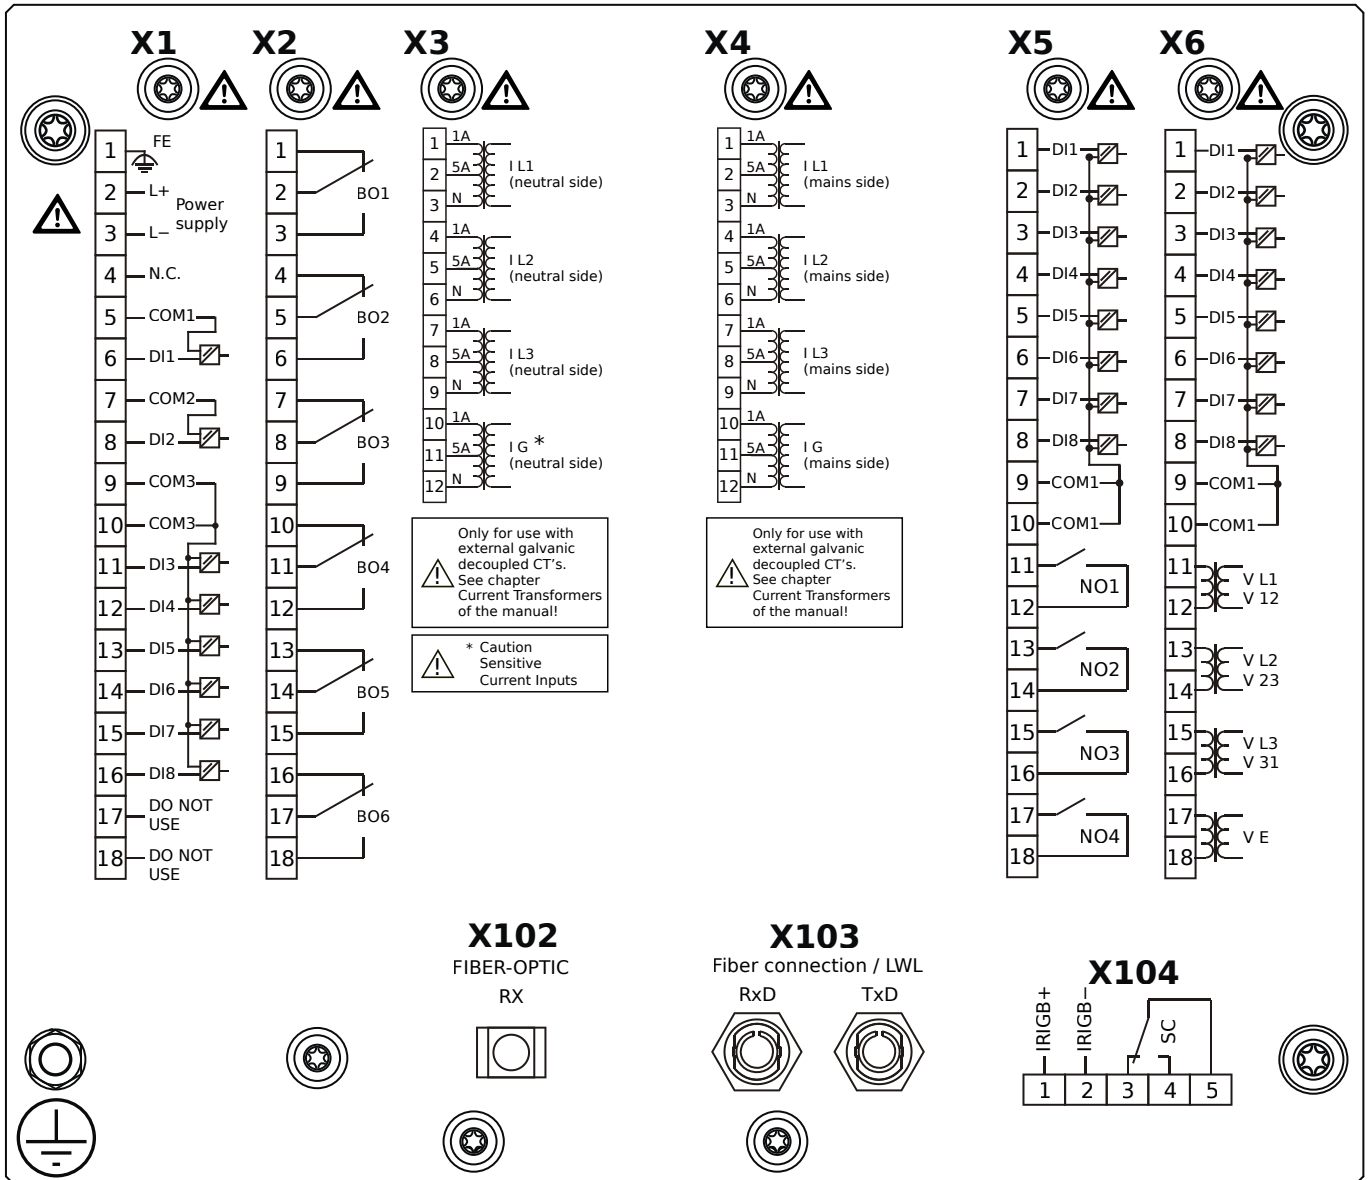 X1
X2
X3
X4
X5
X6
1
FE
2
L+
Power
supply
3
L−
4
N.C.
5
COM1
6
DI1
7
COM2
8
DI2
9
COM3
10
COM3
11
DI3
12
DI4
13
DI5
14
DI6
15
DI7
16
DI8
17
DO NOT
USE
18
DO NOT
USE
1
2
BO1
3
4
5
BO2
6
7
8
BO3
9
10
11
BO4
12
13
14
BO5
15
16
17
BO6
18
1 1A
2 5A
3 N
I L1
(neutral side)
4 1A
5 5A
6 N
I L2
(neutral side)
7 1A
8 5A
9 N
I L3
(neutral side)
10 1A
11 5A
12 N
I G *
(neutral side)
Only for use with
external galvanic
decoupled CT's.
See chapter
Current Transformers
of the manual!
* Caution
Sensitive
Current Inputs
1 1A
2 5A
3 N
I L1
(mains side)
4 1A
5 5A
6 N
I L2
(mains side)
7 1A
8 5A
9 N
I L3
(mains side)
10 1A
11 5A
12 N
I G
(mains side)
Only for use with
external galvanic
decoupled CT's.
See chapter
Current Transformers
of the manual!
1 DI1
2 DI2
3 DI3
4 DI4
5 DI5
6 DI6
7 DI7
8 DI8
9 COM1
10 COM1
11
NO1
12
13
NO2
14
15
NO3
16
17
NO4
18
1 DI1
2 DI2
3 DI3
4 DI4
5 DI5
6 DI6
7 DI7
8 DI8
9 COM1
10 COM1
11
V L1
V 12
12
13
V L2
V 23
14
15
V L3
V 31
16
17
V E
18
X102
FIBER-OPTIC
RX
X103
Fiber connection / LWL
RxD
TxD
X104
IRIGB+
IRIGB−
SC
1 2 3 4 5